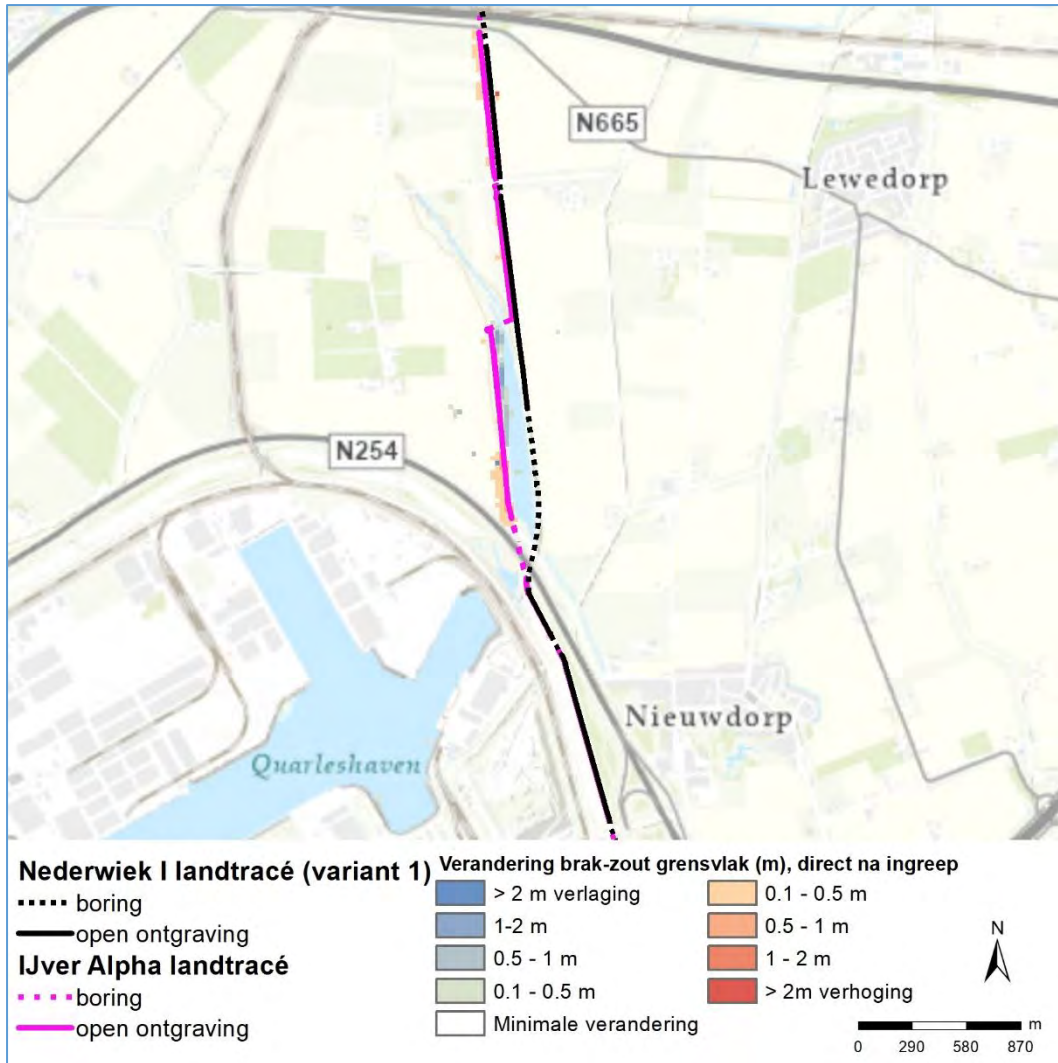 N665
Lewedorp
N254
Nieuwdorp
Quarleshaven
Nederwiek I landtracé (variant 1)
boring
open ontgraving
IJver Alpha landtracé
boring
open ontgraving
Verandering brak-zout grensvlak (m), direct na ingreep
> 2 m verlaging
1-2 m
0.5 - 1 m
0.1 - 0.5 m
Minimale verandering
0.1 - 0.5 m
0.5 - 1 m
1 - 2 m
> 2m verhoging
N
m
0 290 580 870